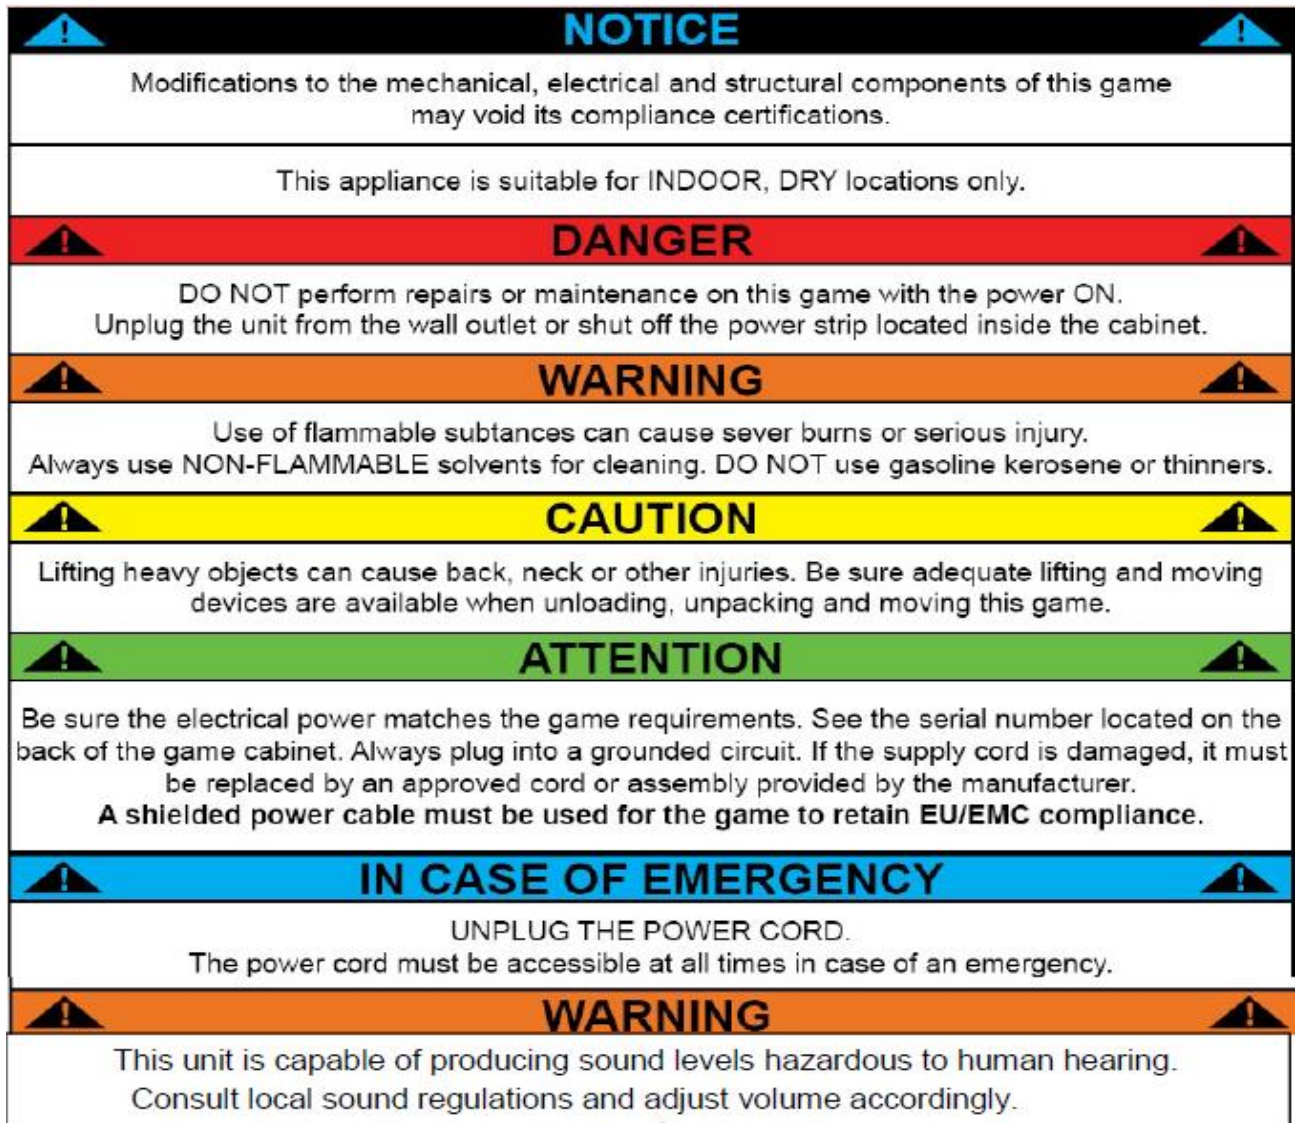 NOTICE
Modifications to the mechanical, electrical and structural components of this game
may void its compliance certifications.
This appliance is suitable for INDOOR, DRY locations only.
DANGER
DO NOT perform repairs or maintenance on this game with the power ON.
Unplug the unit from the wall outlet or shut off the power strip located inside the cabinet.
WARNING
Use of flammable subtances can cause sever burns or serious injury.
Always use NON-FLAMMABLE solvents for cleaning. DO NOT use gasoline kerosene or thinners.
CAUTION
Lifting heavy objects can cause back, neck or other injuries. Be sure adequate lifting and moving
devices are available when unloading, unpacking and moving this game.
ATTENTION
Be sure the electrical power matches the game requirements. See the serial number located on the
back of the game cabinet. Always plug into a grounded circuit. If the supply cord is damaged, it must
be replaced by an approved cord or assembly provided by the manufacturer.
A shielded power cable must be used for the game to retain EU/EMC compliance.
IN CASE OF EMERGENCY
UNPLUG THE POWER CORD.
The power cord must be accessible at all times in case of an emergency.
WARNING
This unit is capable of producing sound levels hazardous to human hearing.
Consult local sound regulations and adjust volume accordingly.